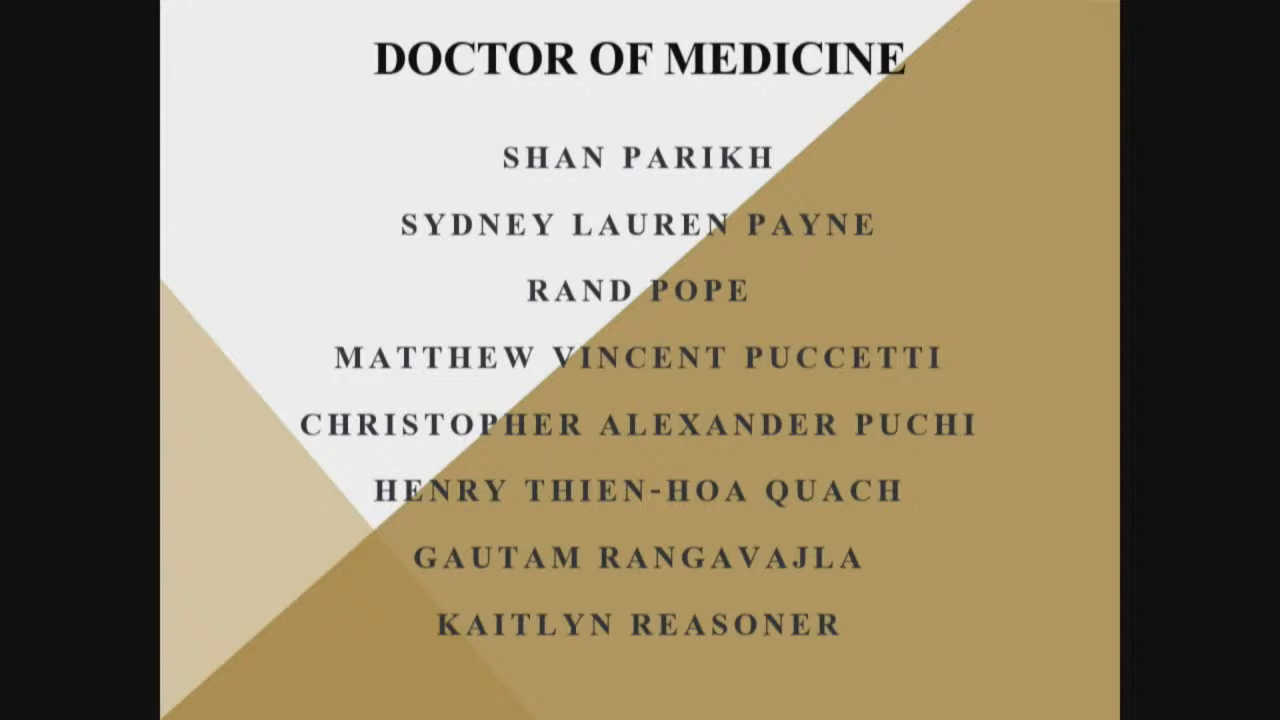 DOCTOR OF MEDICINE
SHAN PARIKH
SYDNEY LAUREN PAYNE
RAND POPE
MATTHEW VINCENT PUCCETTI
CHRISTOPHER ALEXANDER PUCHI
HENRY THIEN-HOA QUACH
GAUTAM RANGAVAJLA
KAITLYN REASONER